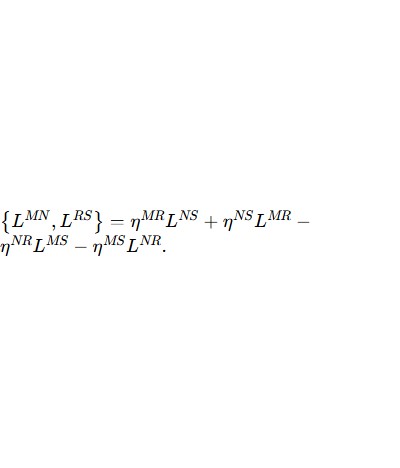 {L^{MN}, L^{RS}} = η^{MR}L^{NS} + η^{NS}L^{MR} −
η^{NR}L^{MS} − η^{MS}L^{NR}.